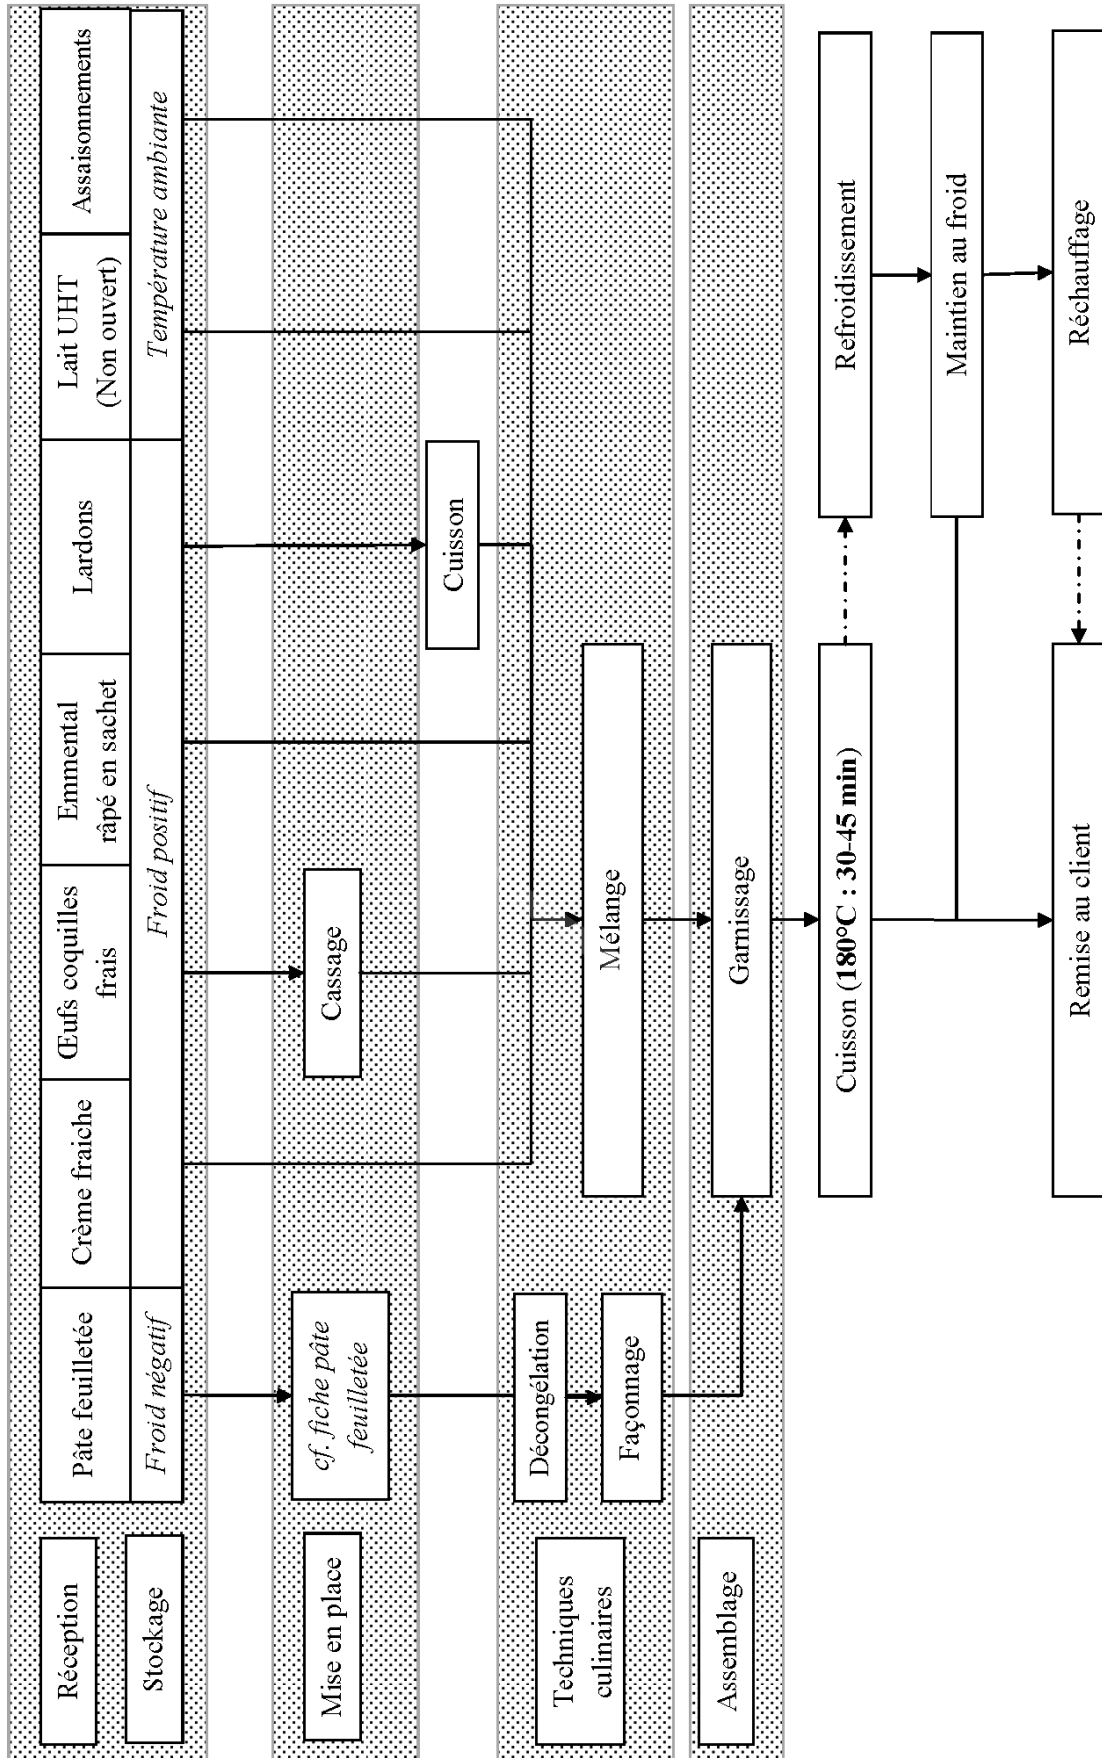 Réception
Pâte feuilletée
Crème fraiche
Œufs coquilles
frais
Emmental
râpé en sachet
Lardons
Lait UHT
(Non ouvert)
Assaisonnements
Stockage
Froid négatif
Froid positif
Température ambiante
Mise en place
cf. fiche pâte
feuilletée
Cassage
Cuisson
Techniques
culinaires
Décongélation
Façonnage
Mélange
Assemblage
Garnissage
Cuisson (180°C : 30-45 min)
Refroidissement
Maintien au froid
Remise au client
Réchauffage